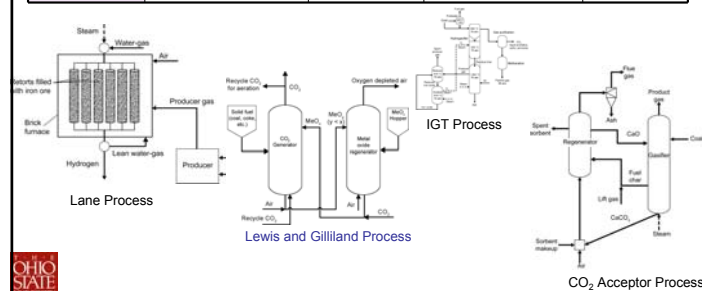 Steam
Water-gas
Air
Retorts filled
with iron ore
Brick
furnace
Producer gas
Producer
Lean water-gas
Hydrogen
Lane Process
Recycle CO₂
for aeration
CO₂
Oxygen depleted air
Solid fuel
(coal, coke,
etc.)
MeOₓ
MeOᵧ
(y < x)
MeOₓ
Hopper
CO₂
Generator
Metal
oxide
regenerator
Air
Air
Recycle CO₂
CO₂
Lewis and Gilliland Process
IGT Process
Flue
gas
Product
gas
Ash
Spent
sorbent
CaO
Coal
Regenerator
Gasifier
Fuel
char
Lift gas
CaCO₃
Steam
Sorbent
makeup
Air
CO₂ Acceptor Process
T · H · E
OHIO
STATE